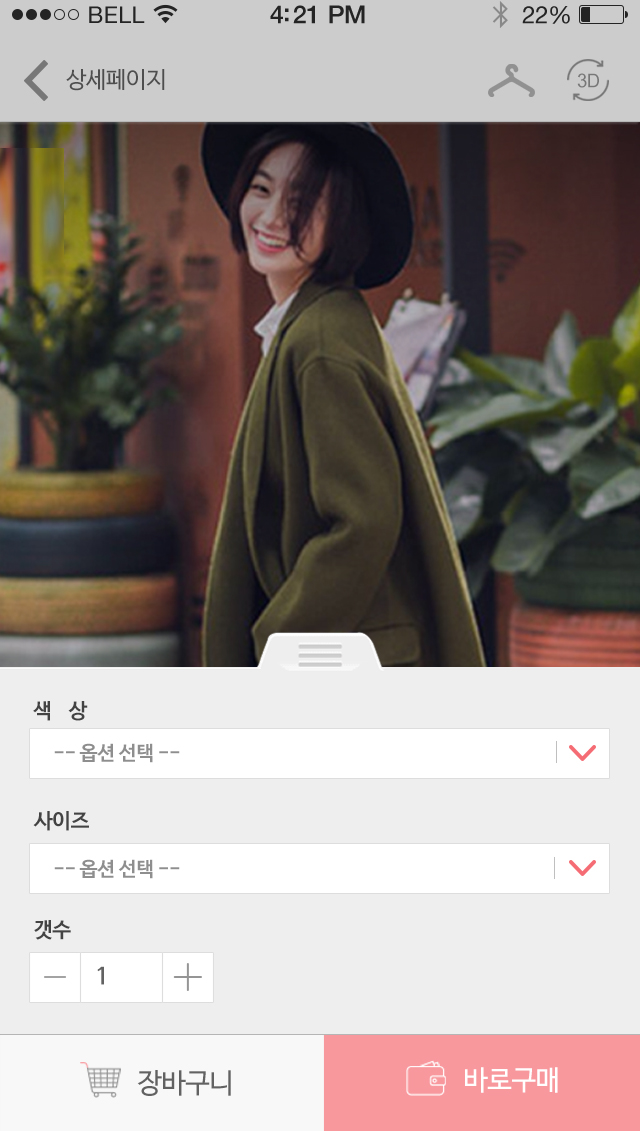 BELL 4:21 PM 22%
상세페이지 3D
색 상
-- 옵션 선택 --
사이즈
-- 옵션 선택 --
갯수
1
장바구니 바로구매